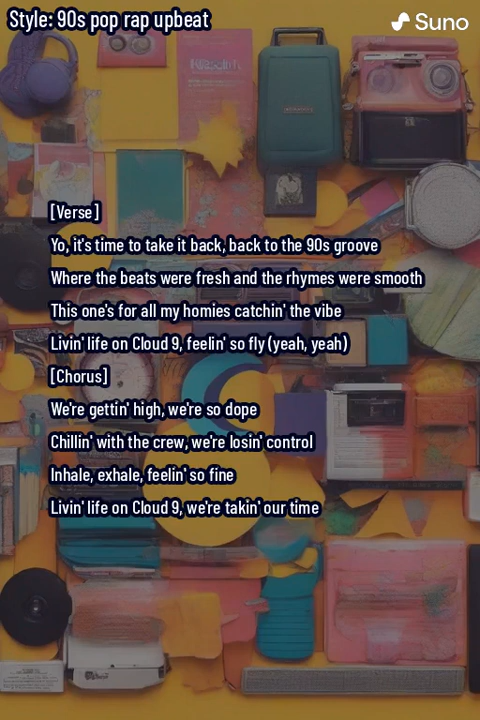 Style: 90s pop rap upbeat
Suno
[Verse]
Yo, it's time to take it back, back to the 90s groove
Where the beats were fresh and the rhymes were smooth
This one's for all my homies catchin' the vibe
Livin' life on Cloud 9, feelin' so fly (yeah, yeah)
[Chorus]
We're gettin' high, we're so dope
Chillin' with the crew, we're losin' control
Inhale, exhale, feelin' so fine
Livin' life on Cloud 9, we're takin' our time